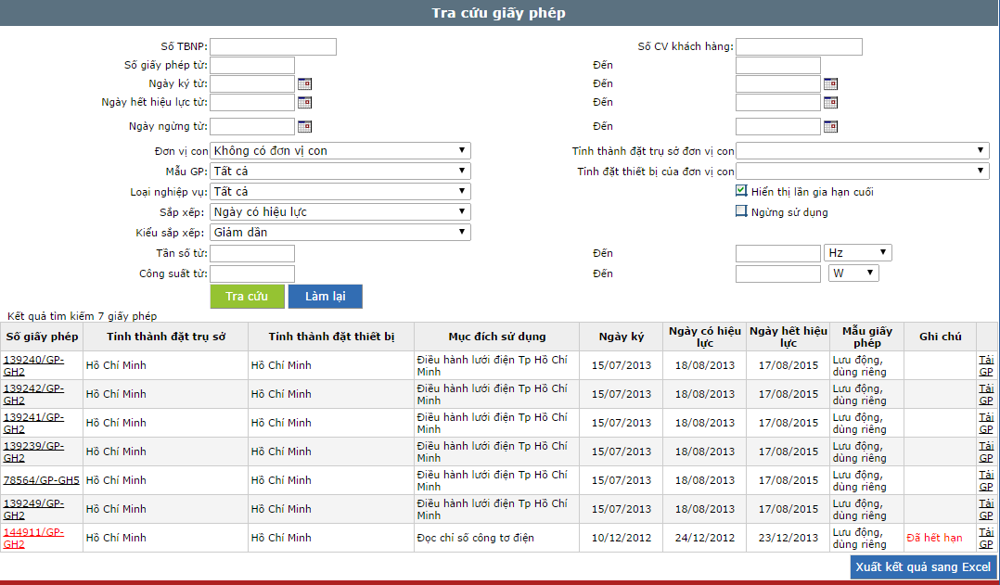 Tra cứu giấy phép
Số TBNP: Số CV khách hàng:
Số giấy phép từ: Đến
Ngày ký từ: Đến
Ngày hết hiệu lực từ: Đến
Ngày ngừng từ: Đến
Đơn vị con Không có đơn vị con Tỉnh thành đặt trụ sở đơn vị con
Mẫu GP: Tất cả Tỉnh đặt thiết bị của đơn vị con
Loại nghiệp vụ: Tất cả Hiển thị lần gia hạn cuối
Sắp xếp: Ngày có hiệu lực Ngừng sử dụng
Kiểu sắp xếp: Giảm dần
Tần số từ: Đến Hz
Công suất từ: Đến W
Tra cứu Làm lại
Kết quả tìm kiếm 7 giấy phép
Số giấy phép Tỉnh thành đặt trụ sở Tỉnh thành đặt thiết bị Mục đích sử dụng Ngày ký Ngày có hiệu lực Ngày hết hiệu lực Mẫu giấy phép Ghi chú
139240/GP-GH2 Hồ Chí Minh Hồ Chí Minh Điều hành lưới điện Tp Hồ Chí Minh 15/07/2013 18/08/2013 17/08/2015 Lưu động, dùng riêng Tải GP
139242/GP-GH2 Hồ Chí Minh Hồ Chí Minh Điều hành lưới điện Tp Hồ Chí Minh 15/07/2013 18/08/2013 17/08/2015 Lưu động, dùng riêng Tải GP
139241/GP-GH2 Hồ Chí Minh Hồ Chí Minh Điều hành lưới điện Tp Hồ Chí Minh 15/07/2013 18/08/2013 17/08/2015 Lưu động, dùng riêng Tải GP
139239/GP-GH2 Hồ Chí Minh Hồ Chí Minh Điều hành lưới điện Tp Hồ Chí Minh 15/07/2013 18/08/2013 17/08/2015 Lưu động, dùng riêng Tải GP
78564/GP-GH5 Hồ Chí Minh Hồ Chí Minh Điều hành lưới điện Tp Hồ Chí Minh 15/07/2013 18/08/2013 17/08/2015 Lưu động, dùng riêng Tải GP
139249/GP-GH2 Hồ Chí Minh Hồ Chí Minh Điều hành lưới điện Tp Hồ Chí Minh 15/07/2013 18/08/2013 17/08/2015 Lưu động, dùng riêng Tải GP
144911/GP-GH2 Hồ Chí Minh Hồ Chí Minh Đọc chỉ số công tơ điện 10/12/2012 24/12/2012 23/12/2013 Lưu động, dùng riêng Đã hết hạn Tải GP
Xuất kết quả sang Excel